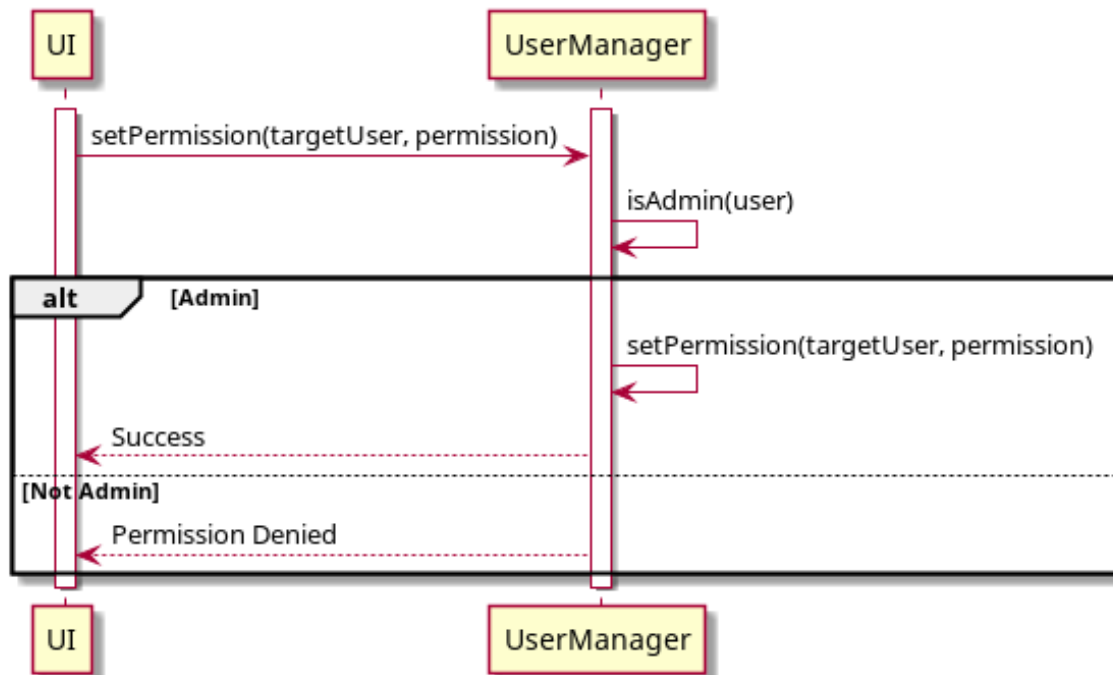 UI
UserManager
setPermission(targetUser, permission)
isAdmin(user)
alt
[Admin]
setPermission(targetUser, permission)
Success
[Not Admin]
Permission Denied
UI
UserManager